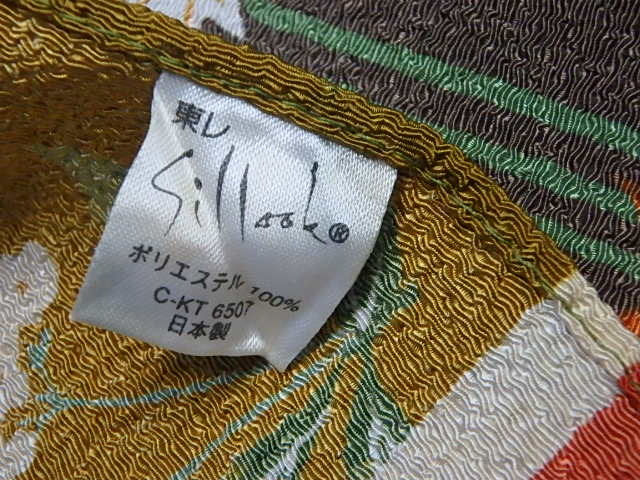 東レ
Sillook®
ポリエステル 100%
C-KT 6507
日本製